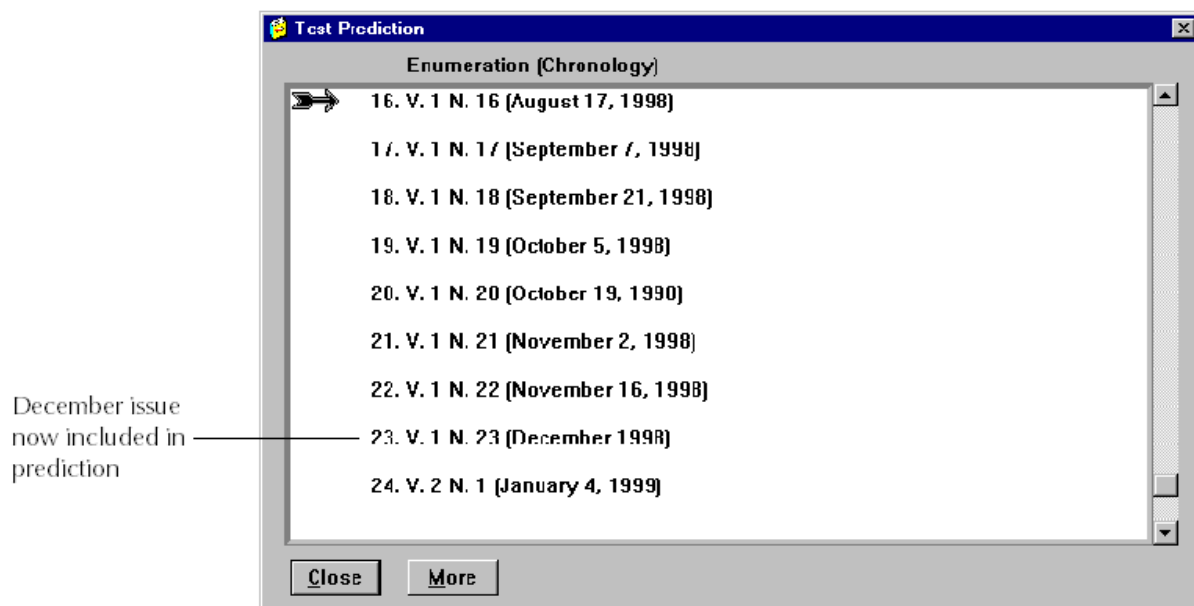 Test Prediction
Enumeration (Chronology)
16. V. 1 N. 16 (August 17, 1998)
17. V. 1 N. 17 (September 7, 1998)
18. V. 1 N. 18 (September 21, 1998)
19. V. 1 N. 19 (October 5, 1998)
20. V. 1 N. 20 (October 19, 1998)
21. V. 1 N. 21 (November 2, 1998)
22. V. 1 N. 22 (November 16, 1998)
December issue
now included in
prediction
23. V. 1 N. 23 (December 1998)
24. V. 2 N. 1 (January 4, 1999)
Close More